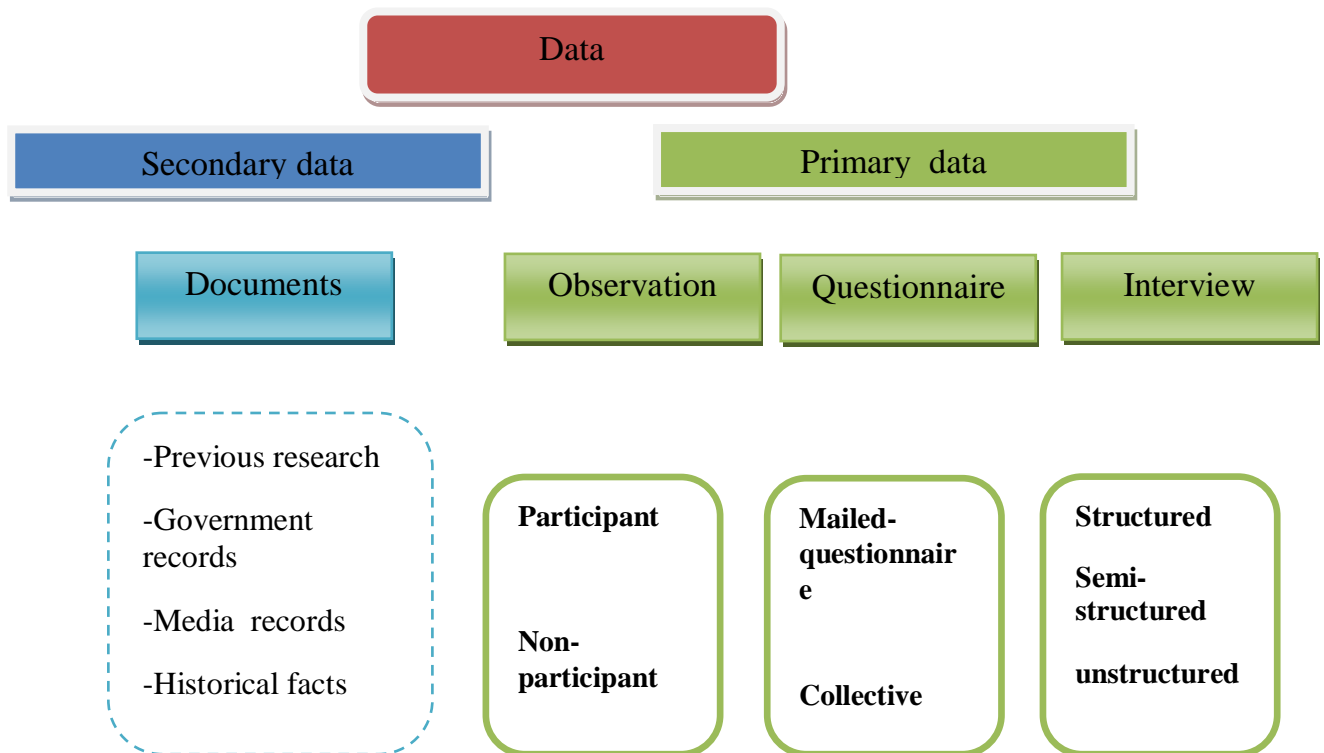 Data
Secondary data
Primary data
Documents
Observation
Questionnaire
Interview
-Previous research
-Government
records
-Media records
-Historical facts
Participant
Non-
participant
Mailed-
questionnair
e
Collective
Structured
Semi-
structured
unstructured